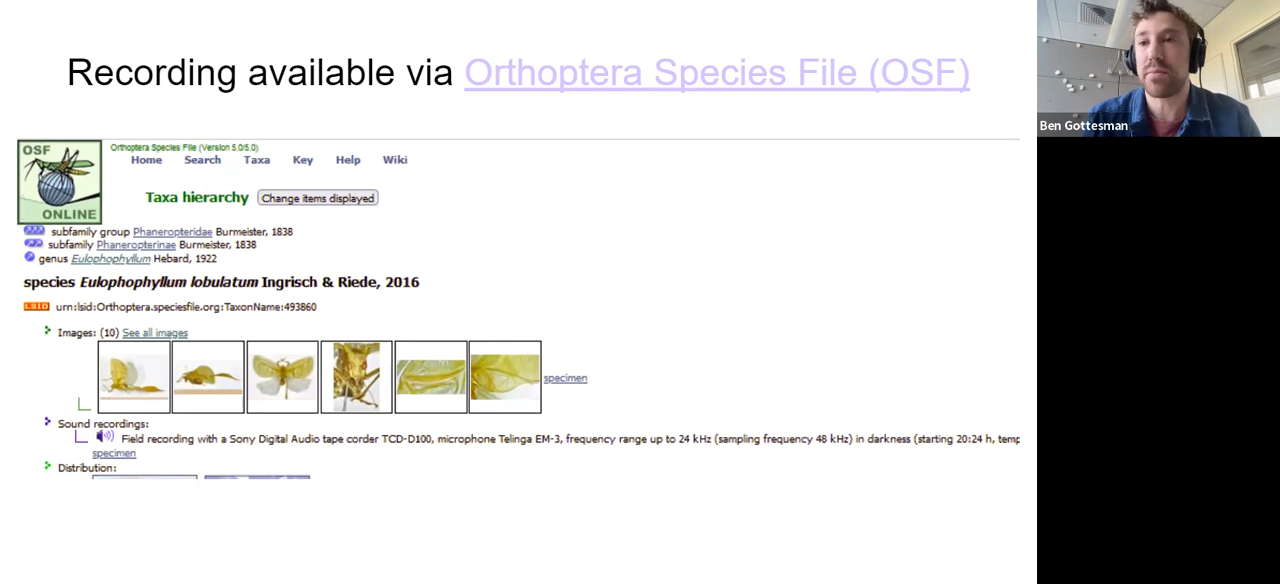 Recording available via Orthoptera Species File (OSF)
Ben Gottesman
OSF
ONLINE
Orthoptera Species File (Version 5.0/5.0)
Home Search Taxa Key Help Wiki
Taxa hierarchy Change items displayed
subfamily group Phaneropteridae Burmeister, 1838
subfamily Phaneropterinae Burmeister, 1838
genus Eulophophyllum Hebard, 1922
species Eulophophyllum lobulatum Ingrisch & Riede, 2016
LSID urn:lsid:Orthoptera.speciesfile.org:TaxonName:493860
Images: (10) See all images
specimen
Sound recordings:
Field recording with a Sony Digital Audio tape corder TCD-D100, microphone Telinga EM-3, frequency range up to 24 kHz (sampling frequency 48 kHz) in darkness (starting 20:24 h, temp
specimen
Distribution: